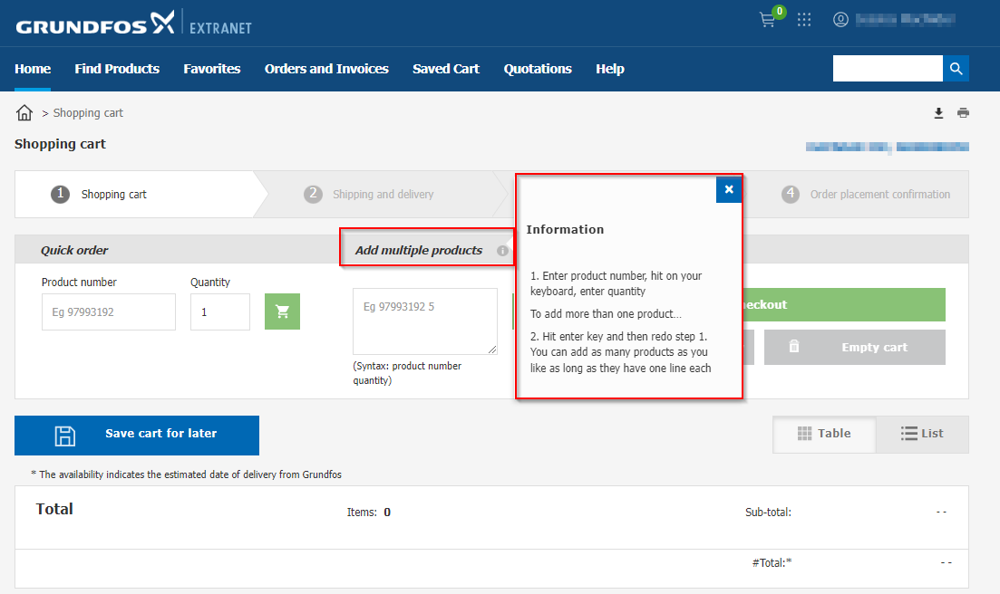 GRUNDFOS EXTRANET
0
Home Find Products Favorites Orders and Invoices Saved Cart Quotations Help
> Shopping cart
Shopping cart
1 Shopping cart
2 Shipping and delivery
4 Order placement confirmation
Quick order
Product number Quantity
Eg 97993192 1
Add multiple products i
Eg 97993192 5
(Syntax: product number
quantity)
×
Information
1. Enter product number, hit on your
keyboard, enter quantity
To add more than one product...
2. Hit enter key and then redo step 1.
You can add as many products as you
like as long as they have one line each
Empty cart
Save cart for later
Table List
* The availability indicates the estimated date of delivery from Grundfos
Total Items: 0 Sub-total: - -
#Total:* - -